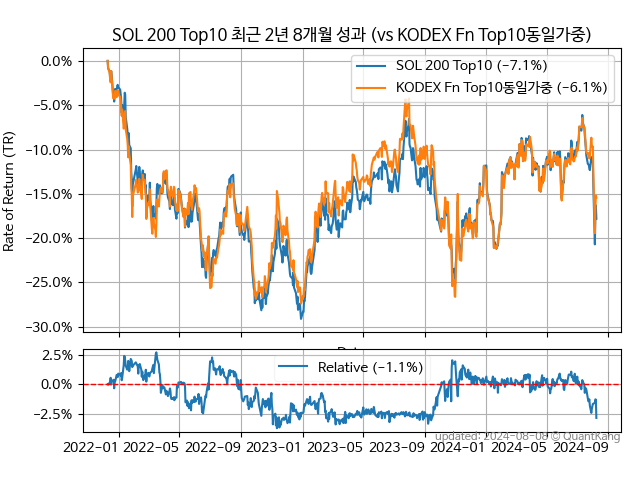 SOL 200 Top10 최근 2년 8개월 성과 (vs KODEX Fn Top10동일가중)
SOL 200 Top10 (−7.1%)
KODEX Fn Top10동일가중 (−6.1%)
Rate of Return (TR)
0.0%
−5.0%
−10.0%
−15.0%
−20.0%
−25.0%
−30.0%
Relative (−1.1%)
2.5%
0.0%
−2.5%
2022−01 2022−05 2022−09 2023−01 2023−05 2023−09 2024−01 2024−05 2024−09
updated: 2024−08−08 © QuantKang